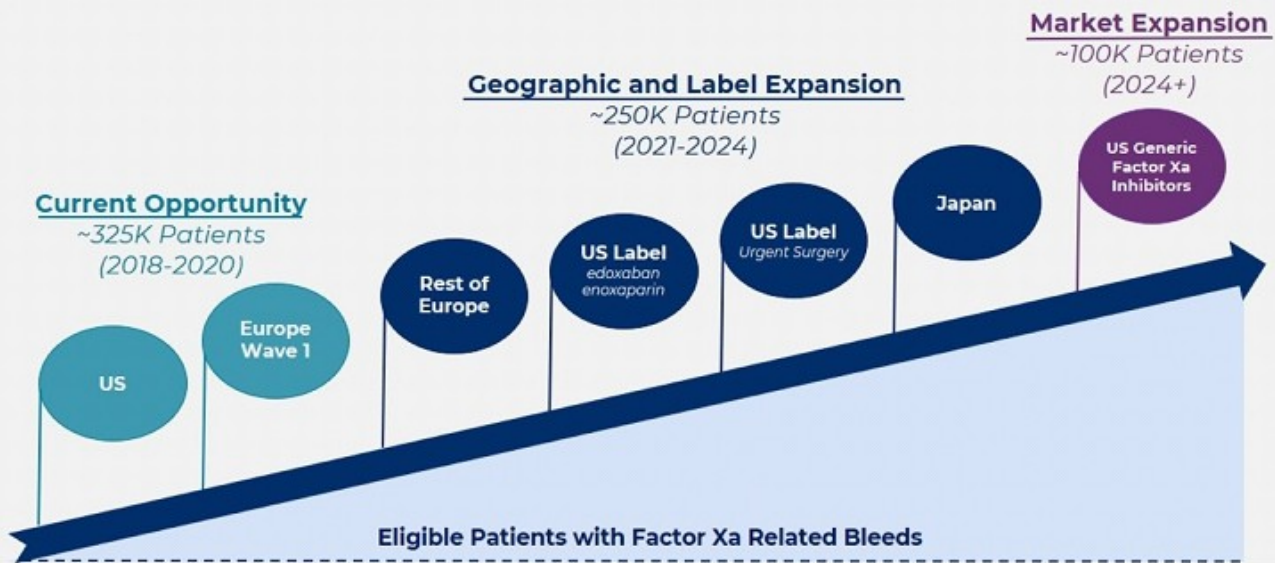 Market Expansion
~100K Patients
(2024+)
Geographic and Label Expansion
~250K Patients
(2021-2024)
Current Opportunity
~325K Patients
(2018-2020)
US
Europe
Wave 1
Rest of
Europe
US Label
edoxaban
enoxaparin
US Label
Urgent Surgery
Japan
US Generic
Factor Xa
Inhibitors
Eligible Patients with Factor Xa Related Bleeds